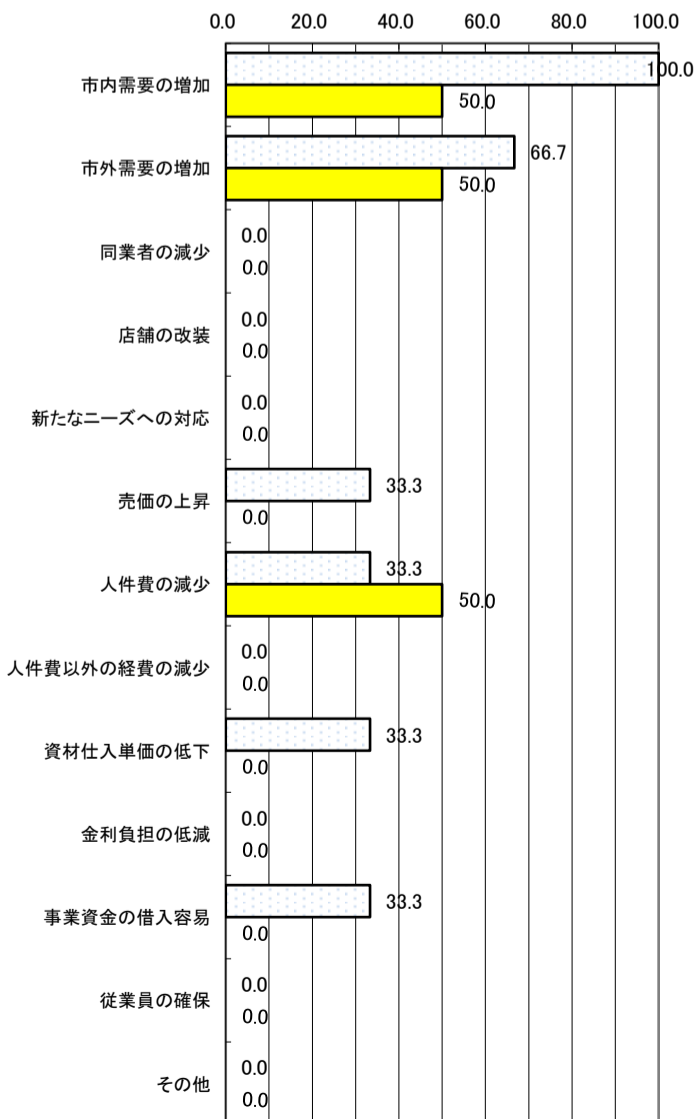 0.0 20.0 40.0 60.0 80.0 100.0
市内需要の増加
100.0
50.0
市外需要の増加
66.7
50.0
同業者の減少
0.0
0.0
店舗の改装
0.0
0.0
新たなニーズへの対応
0.0
0.0
売価の上昇
33.3
0.0
人件費の減少
33.3
50.0
人件費以外の経費の減少
0.0
0.0
資材仕入単価の低下
33.3
0.0
金利負担の低減
0.0
0.0
事業資金の借入容易
33.3
0.0
従業員の確保
0.0
0.0
その他
0.0
0.0